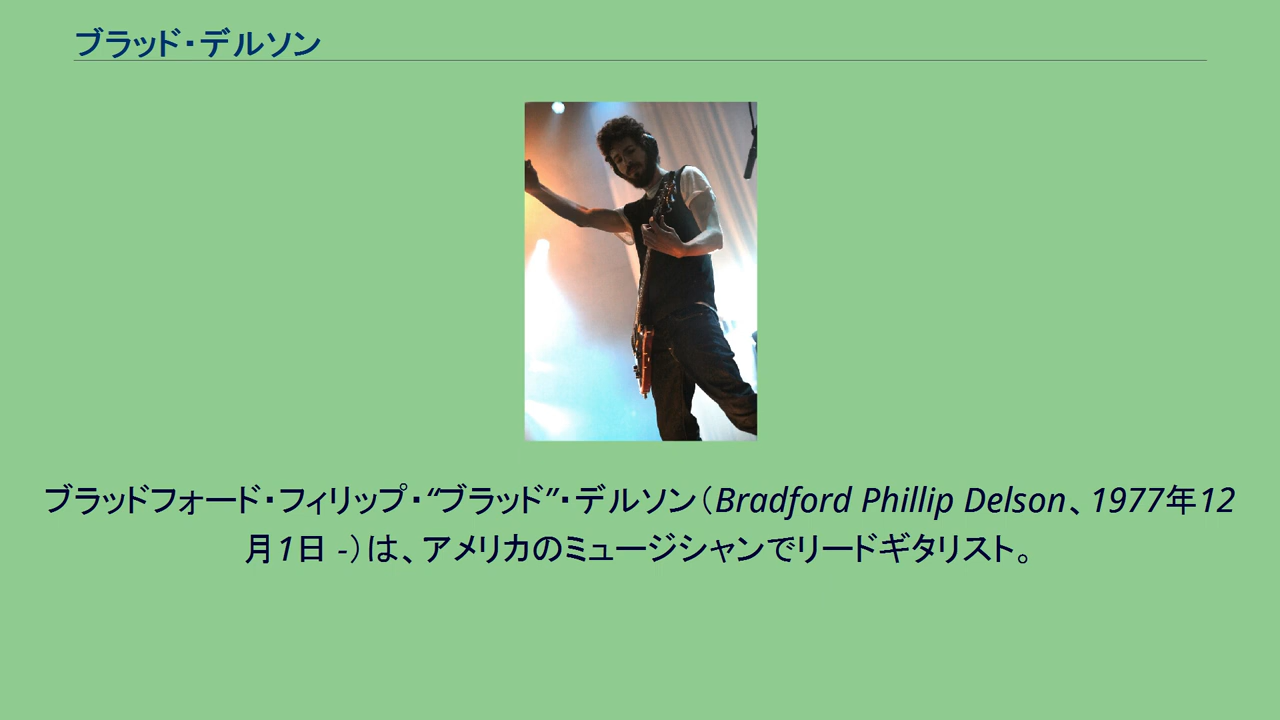 ブラッド・デルソン
ブラッドフォード・フィリップ・“ブラッド”・デルソン（Bradford Phillip Delson、1977年12
月1日 -）は、アメリカのミュージシャンでリードギタリスト。